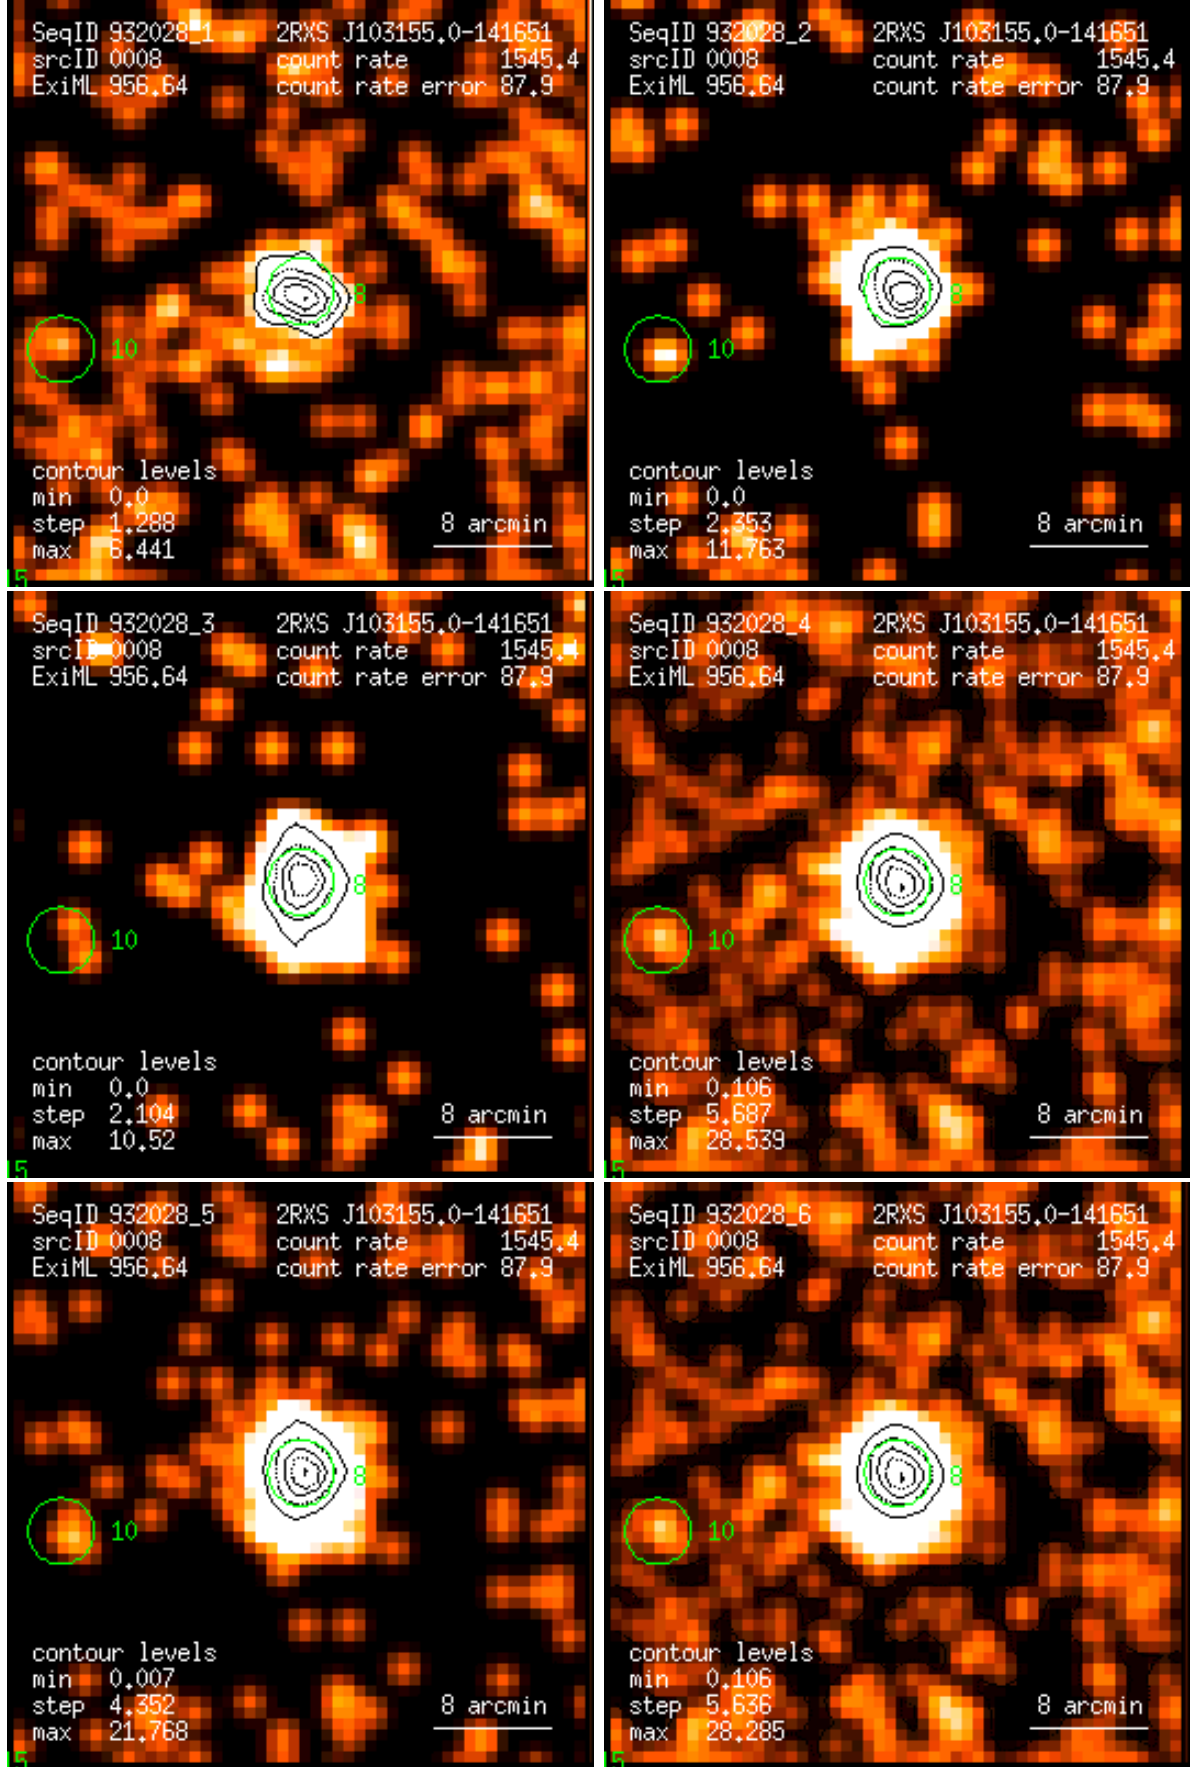 SeqID 932028_1 2RXS J103155.0-141651
srcID 0008 count rate 1545.4
ExiML 956.64 count rate error 87.9
8
10
contour levels
min 0.0
step 1.288
max 6.441
8 arcmin
15
SeqID 932028_2 2RXS J103155.0-141651
srcID 0008 count rate 1545.4
ExiML 956.64 count rate error 87.9
8
10
contour levels
min 0.0
step 2.353
max 11.763
8 arcmin
15
SeqID 932028_3 2RXS J103155.0-141651
srcID 0008 count rate 1545.4
ExiML 956.64 count rate error 87.9
8
10
contour levels
min 0.0
step 2.104
max 10.52
8 arcmin
15
SeqID 932028_4 2RXS J103155.0-141651
srcID 0008 count rate 1545.4
ExiML 956.64 count rate error 87.9
8
10
contour levels
min 0.106
step 5.687
max 28.539
8 arcmin
15
SeqID 932028_5 2RXS J103155.0-141651
srcID 0008 count rate 1545.4
ExiML 956.64 count rate error 87.9
8
10
contour levels
min 0.007
step 4.352
max 21.768
8 arcmin
15
SeqID 932028_6 2RXS J103155.0-141651
srcID 0008 count rate 1545.4
ExiML 956.64 count rate error 87.9
8
10
contour levels
min 0.106
step 5.636
max 28.285
8 arcmin
15